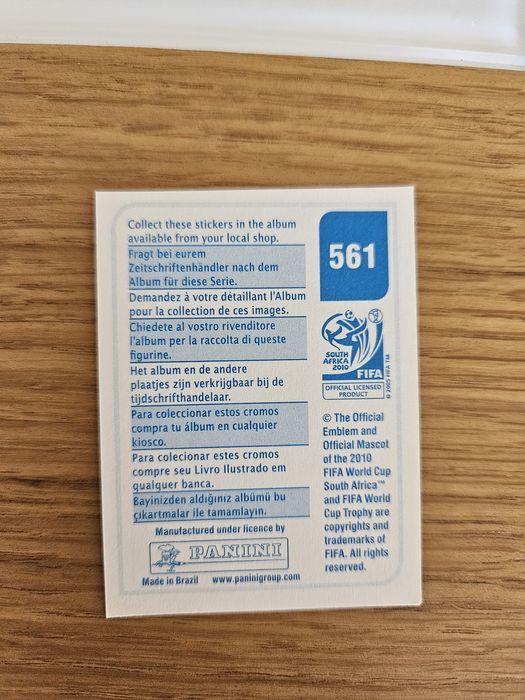 Collect these stickers in the album
available from your local shop.
Fragt bei eurem
Zeitschriftenhändler nach dem
Album für diese Serie.
Demandez à votre détaillant l'Album
pour la collection de ces images.
Chiedete al vostro rivenditore
l'album per la raccolta di queste
figurine.
Het album en de andere
plaatjes zijn verkrijgbaar bij de
tijdschrifthandelaar.
Para coleccionar estos cromos
compra tu álbum en cualquier
kiosco.
Para colecionar estes cromos
compre seu Livro Ilustrado em
qualquer banca.
Bayinizden aldığınız albümü bu
çıkartmalar ile tamamlayın.
Manufactured under licence by
PANINI
Made in Brazil www.paninigroup.com
561
SOUTH
AFRICA
2010
FIFA
OFFICIAL LICENSED
PRODUCT
© 2005 FIFA TM
© The Official
Emblem and
Official Mascot
of the 2010
FIFA World Cup
South Africa™
and FIFA World
Cup Trophy are
copyrights and
trademarks of
FIFA. All rights
reserved.